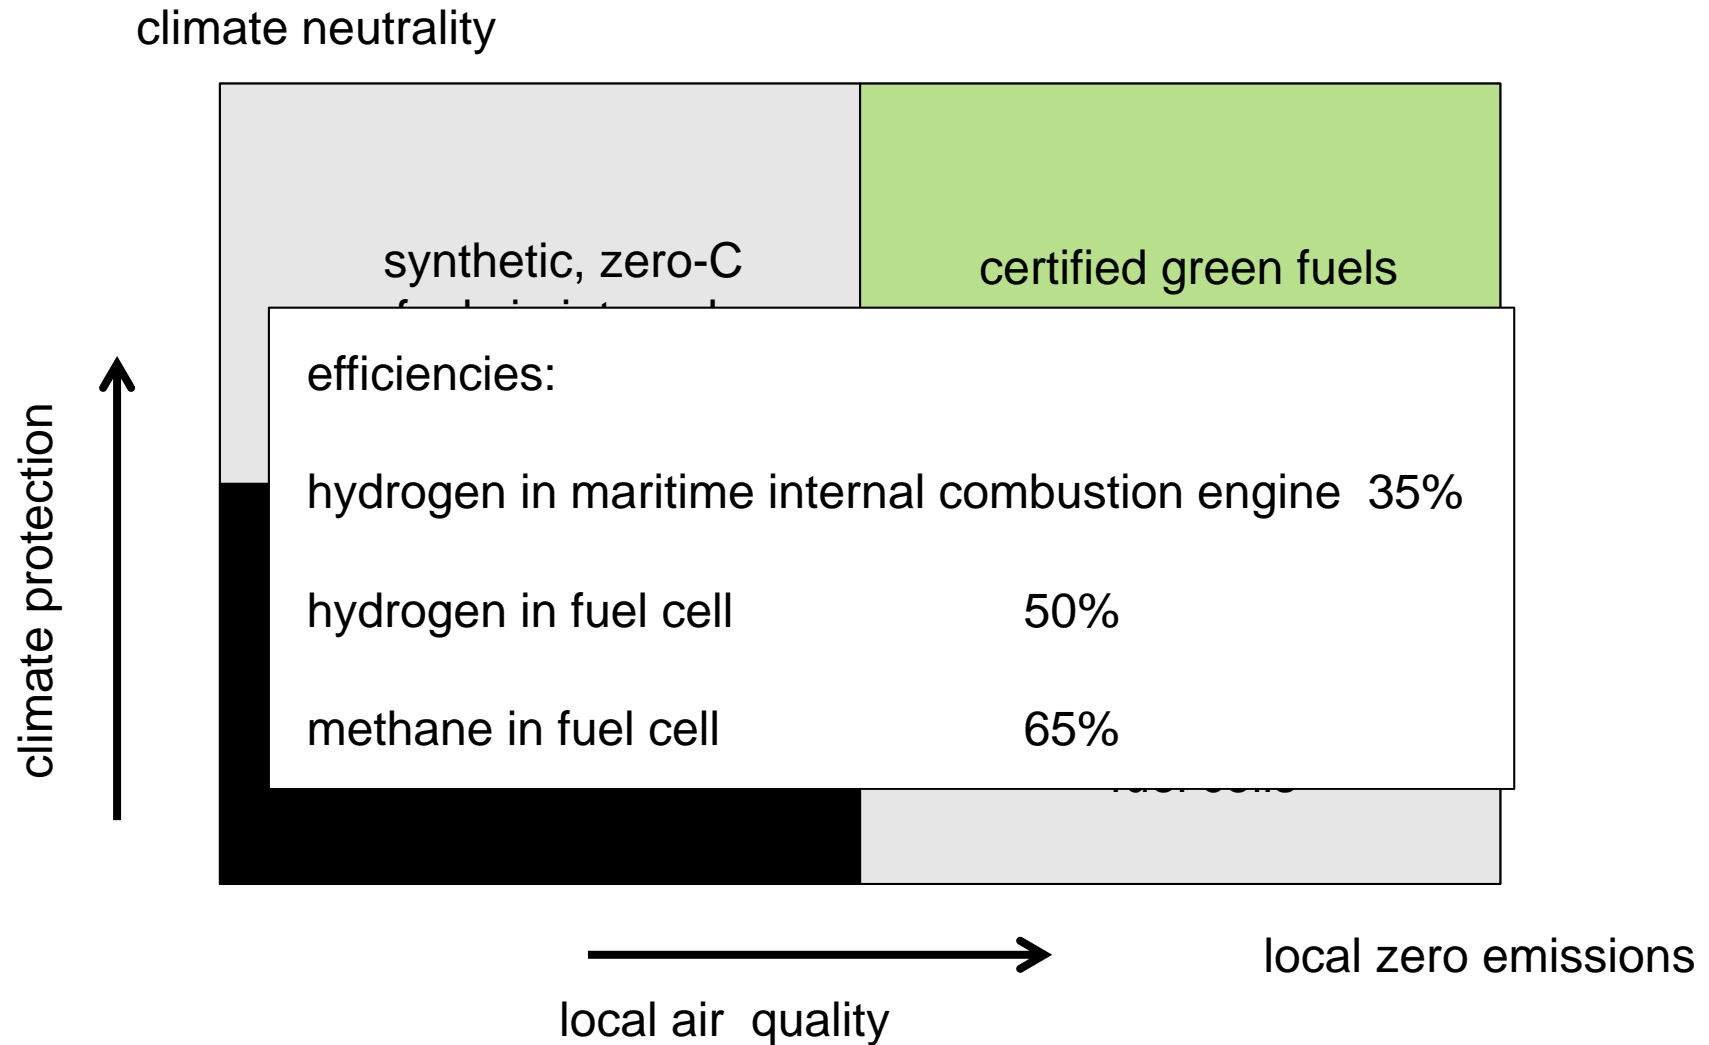 climate neutrality
synthetic, zero-C
certified green fuels
efficiencies:
hydrogen in maritime internal combustion engine 35%
hydrogen in fuel cell 50%
methane in fuel cell 65%
climate protection
local zero emissions
local air quality